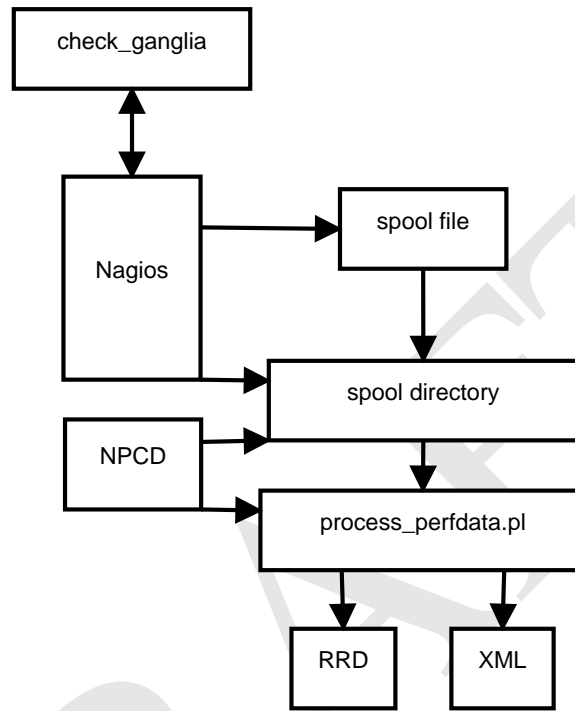 check_ganglia
Nagios
spool file
spool directory
NPCD
process_perfdata.pl
RRD
XML